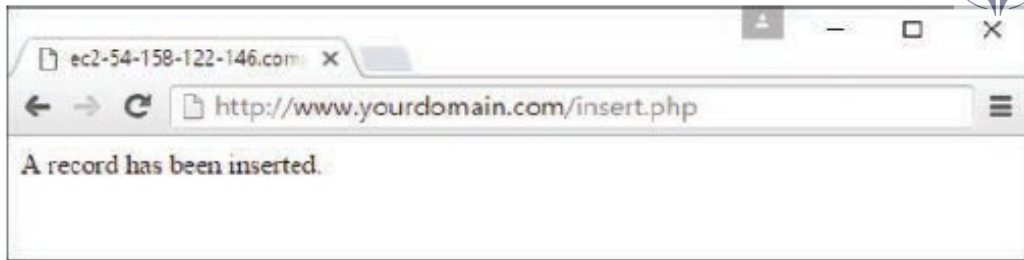 ec2-54-158-122-146.com
http://www.yourdomain.com/insert.php
A record has been inserted.